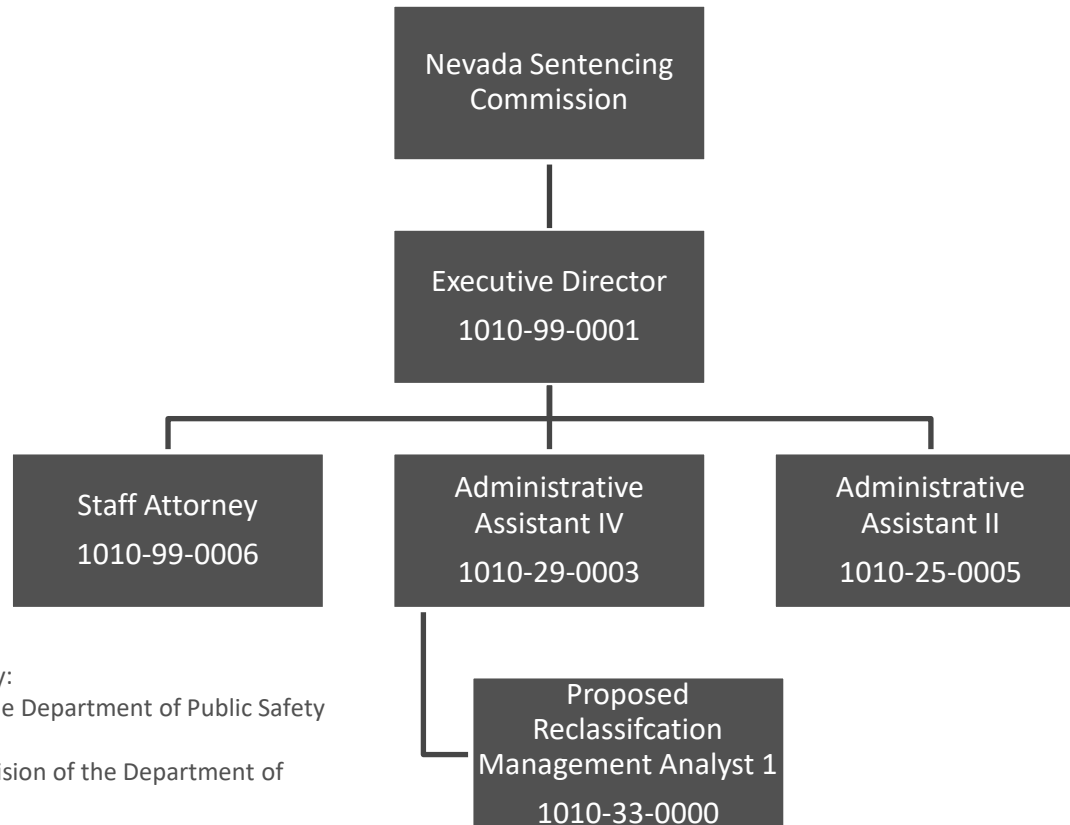 Nevada Sentencing
Commission
Executive Director
1010-99-0001
Staff Attorney
1010-99-0006
Administrative
Assistant IV
1010-29-0003
Administrative
Assistant II
1010-25-0005
Proposed
Reclassifcation
Management Analyst 1
1010-33-0000
y:
e Department of Public Safety
ision of the Department of